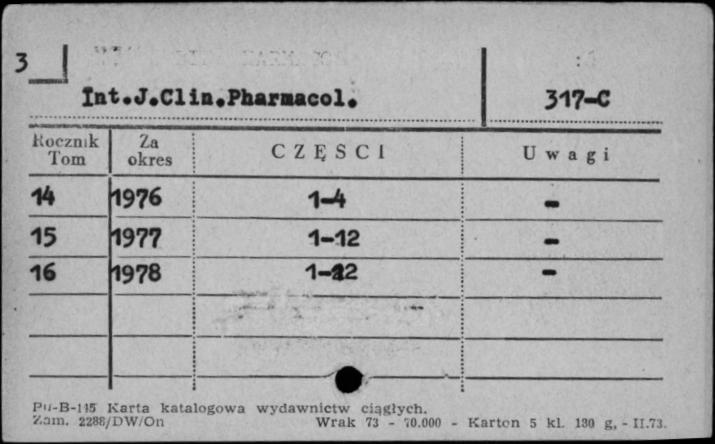 3
Int.J.Clin.Pharmacol. 317-C
Rocznik Tom Za okres CZĘŚCI Uwagi
14 1976 1-4 -
15 1977 1-12 -
16 1978 1-12 -
Pu-B-115 Karta katalogowa wydawnictw ciągłych.
Zam. 2288/DW/On Wrak 73 - 70.000 - Karton 5 kl. 130 g, - II.73.